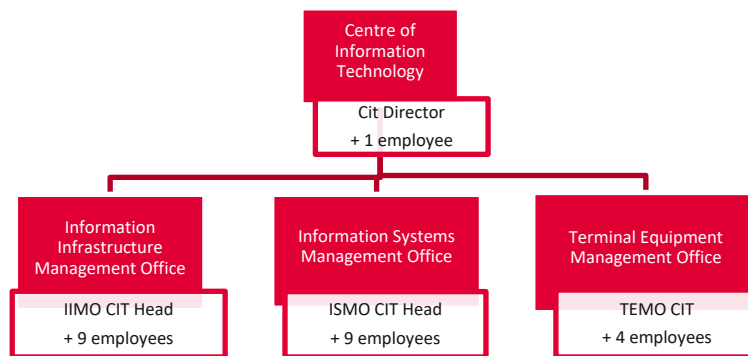 Centre of
Information
Technology
Cit Director
+ 1 employee
Information
Infrastructure
Management Office
IIMO CIT Head
+ 9 employees
Information Systems
Management Office
ISMO CIT Head
+ 9 employees
Terminal Equipment
Management Office
TEMO CIT
+ 4 employees